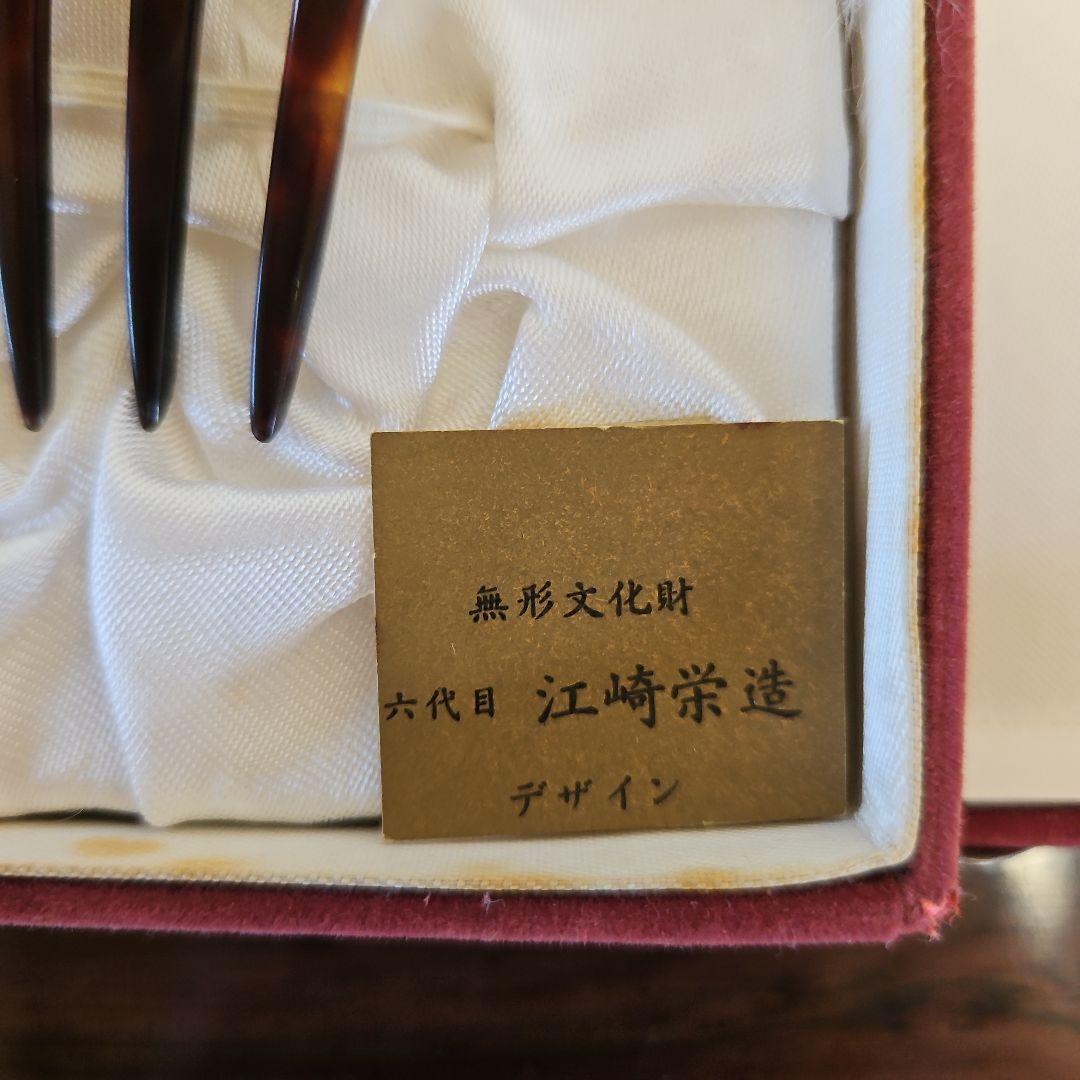 無形文化財
六代目 江崎栄造
デザイン